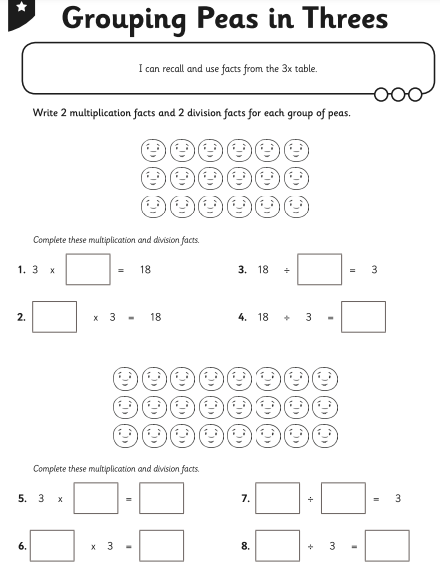 Grouping Peas in Threes
I can recall and use facts from the 3x table.
Write 2 multiplication facts and 2 division facts for each group of peas.
Complete these multiplication and division facts.
1. 3 x = 18
3. 18 ÷ = 3
2. x 3 = 18
4. 18 ÷ 3 =
Complete these multiplication and division facts.
5. 3 x =
7. ÷ = 3
6. x 3 =
8. ÷ 3 =